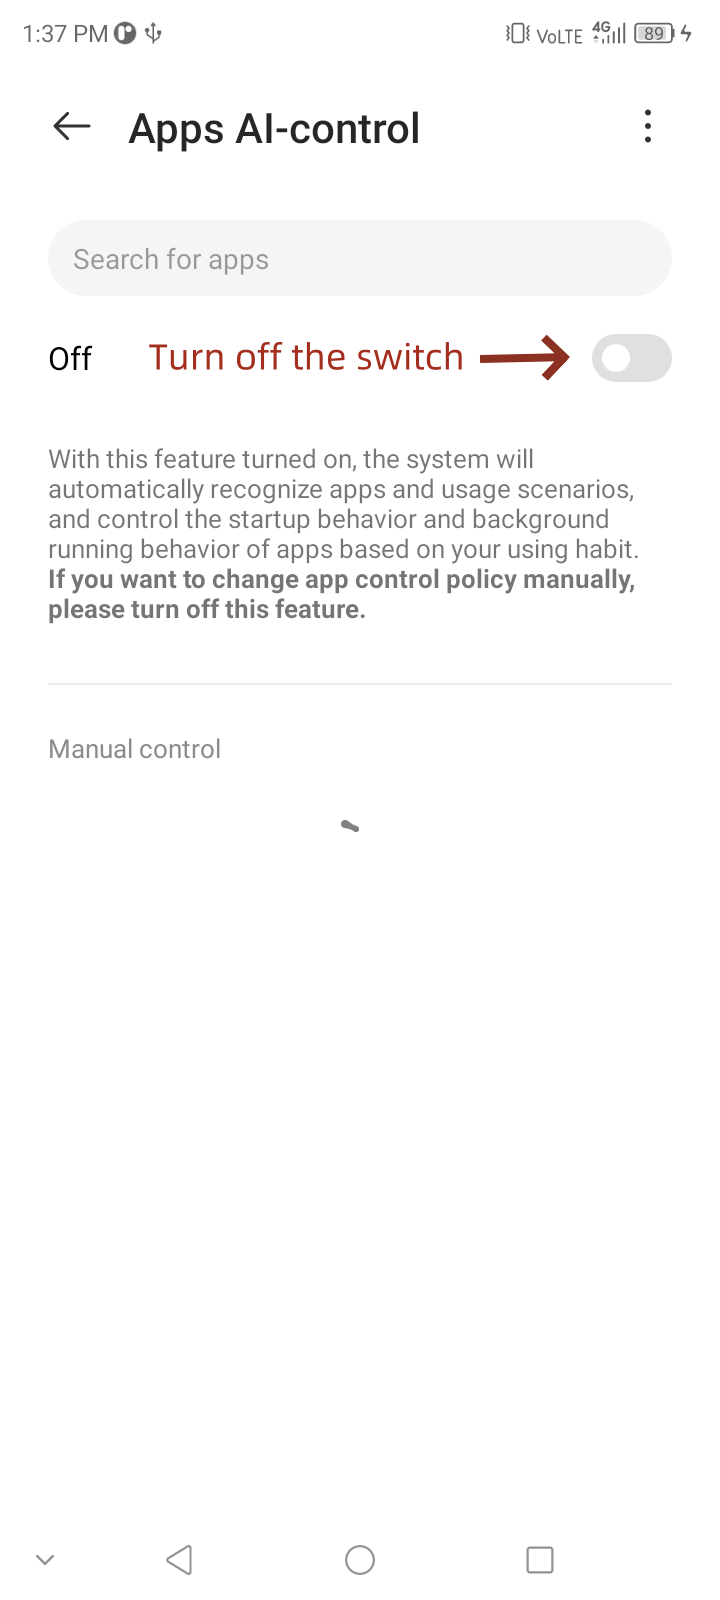 1:37 PM
VoLTE 4G 89
Apps AI-control
Search for apps
Off Turn off the switch
With this feature turned on, the system will
automatically recognize apps and usage scenarios,
and control the startup behavior and background
running behavior of apps based on your using habit.
If you want to change app control policy manually,
please turn off this feature.
Manual control